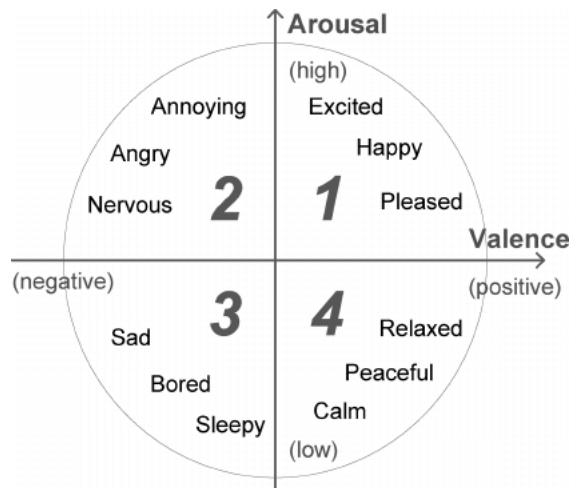 Arousal
(high)
Annoying
Excited
Angry
Happy
Nervous
2
1
Pleased
Valence
(negative)
(positive)
3
4
Sad
Relaxed
Bored
Peaceful
Sleepy
Calm
(low)